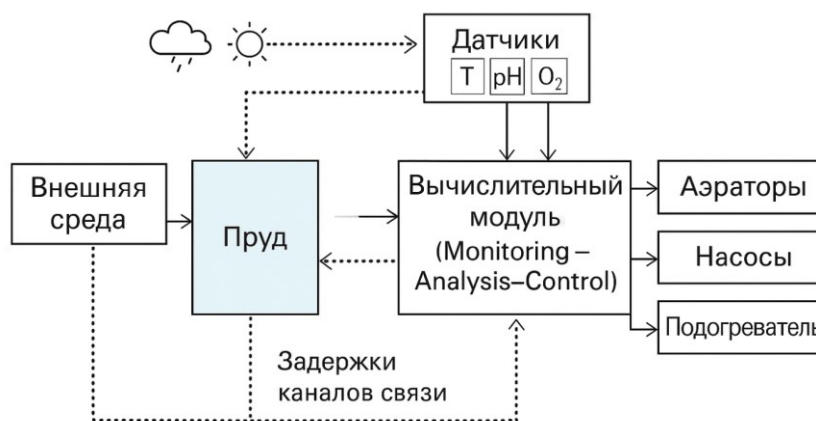 Датчики
T pH O₂
Внешняя
среда
Пруд
Вычислительный
модуль
(Monitoring –
Analysis–Control)
Аэраторы
Насосы
Подогреватель
Задержки
каналов связи